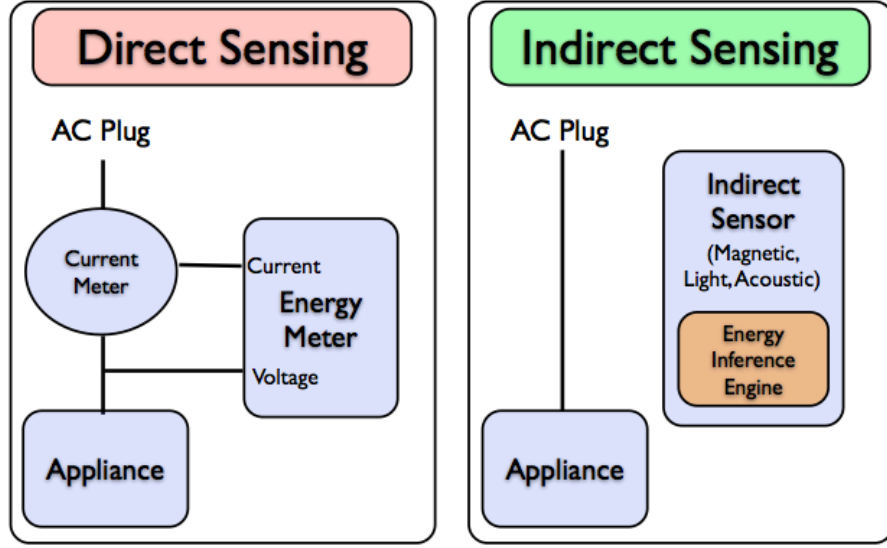 Direct Sensing
AC Plug
Current
Meter
Current
Energy
Meter
Voltage
Appliance
Indirect Sensing
AC Plug
Indirect
Sensor
(Magnetic,
Light, Acoustic)
Energy
Inference
Engine
Appliance